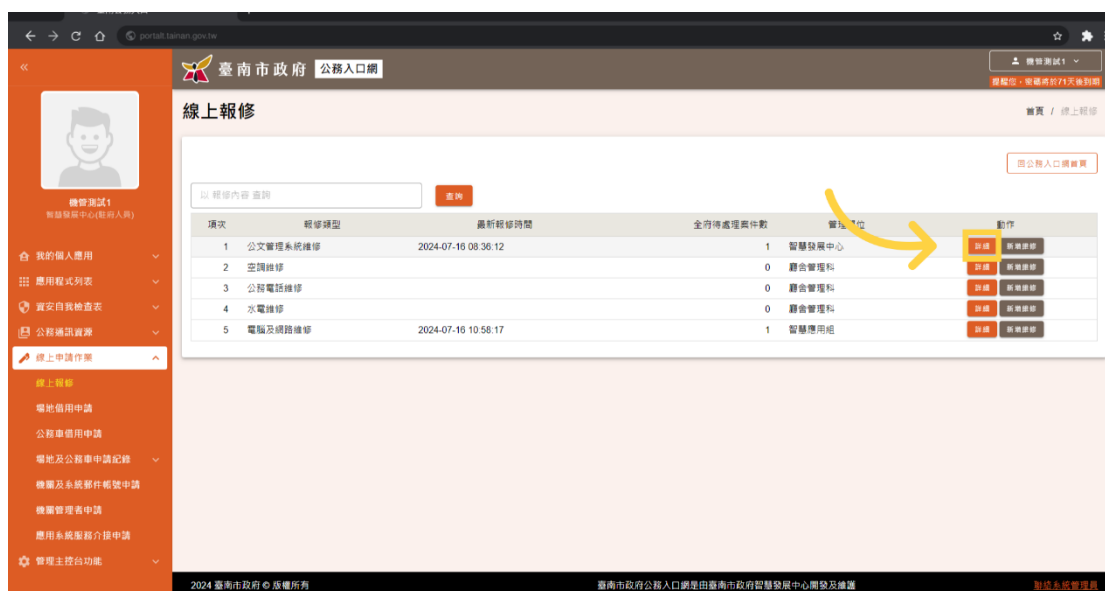 portalt.tainan.gov.tw
臺南市政府 公務入口網
機管測試1
提醒您，密碼將於71天後到期
線上報修
首頁 / 線上報修
回公務入口網首頁
機管測試1
智慧發展中心(駐府人員)
以 報修內容 查詢
查詢
項次 報修類型 最新報修時間 全府待處理案件數 管理單位 動作
1 公文管理系統維修 2024-07-16 08:36:12 1 智慧發展中心 詳細 新增報修
2 空調維修 0 廳舍管理科 詳細 新增報修
3 公務電話維修 0 廳舍管理科 詳細 新增報修
4 水電維修 0 廳舍管理科 詳細 新增報修
5 電腦及網路維修 2024-07-16 10:58:17 1 智慧應用組 詳細 新增報修
我的個人應用
應用程式列表
資安自我檢查表
公務通訊資源
線上申請作業
線上報修
場地借用申請
公務車借用申請
場地及公務車申請紀錄
機關及系統郵件帳號申請
機關管理者申請
應用系統服務介接申請
管理主控台功能
2024 臺南市政府 © 版權所有
臺南市政府公務入口網是由臺南市政府智慧發展中心開發及維護
聯絡系統管理員